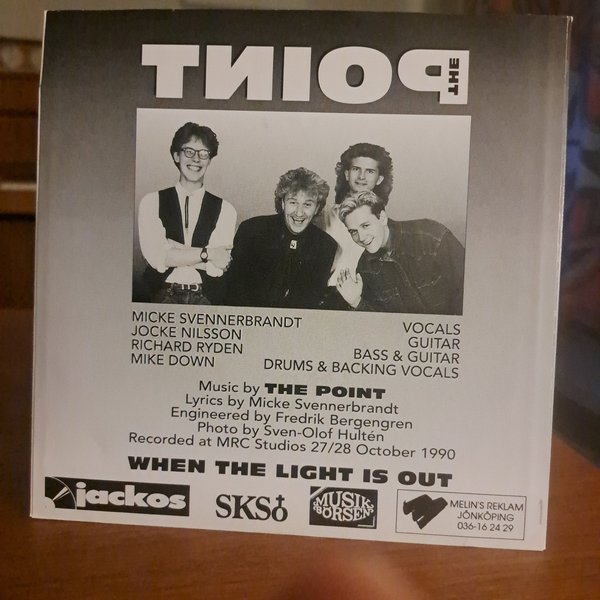 THE POINT
MICKE SVENNERBRANDT VOCALS
JOCKE NILSSON GUITAR
RICHARD RYDEN BASS & GUITAR
MIKE DOWN DRUMS & BACKING VOCALS
Music by THE POINT
Lyrics by Micke Svennerbrandt
Engineered by Fredrik Bergengren
Photo by Sven-Olof Hultén
Recorded at MRC Studios 27/28 October 1990
WHEN THE LIGHT IS OUT
jackos
SKSö
MUSIK BÖRSEN
MELIN'S REKLAM
JÖNKÖPING
036-16 24 29